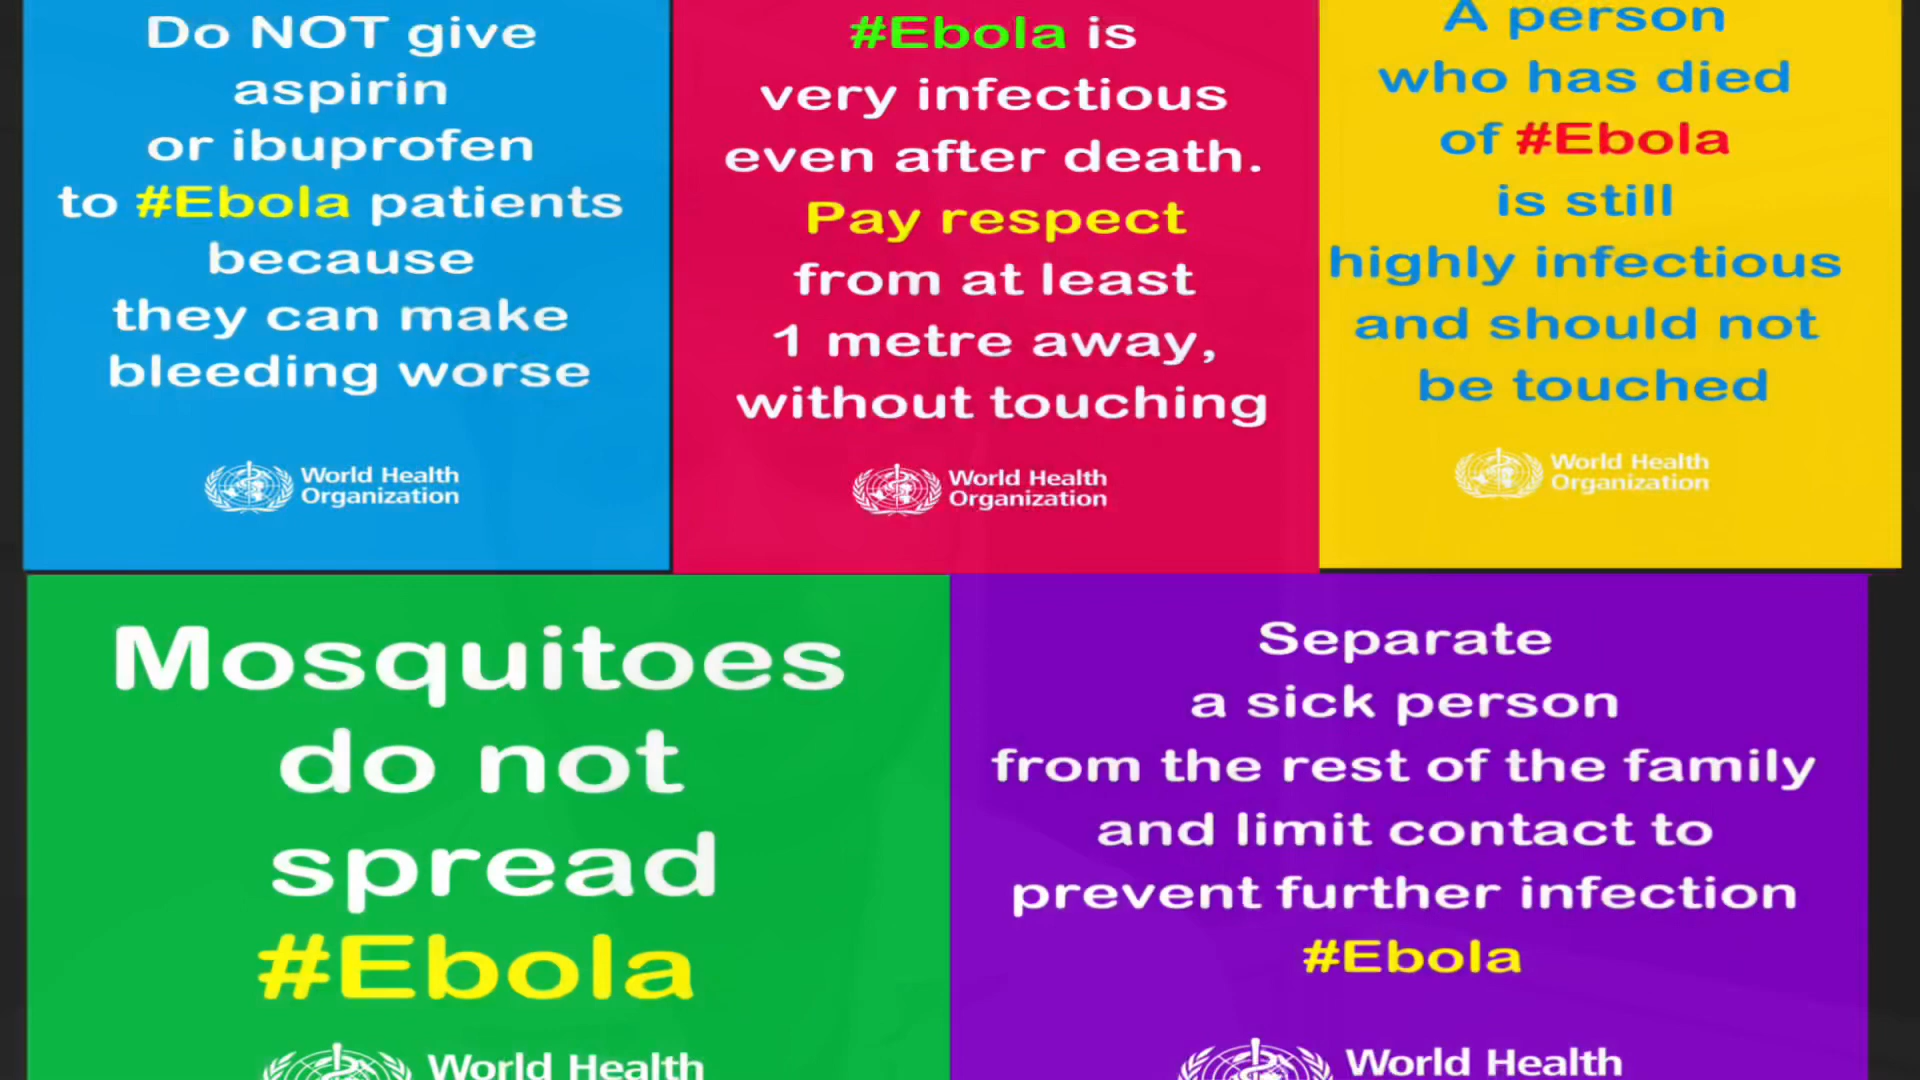 Do NOT give
aspirin
or ibuprofen
to #Ebola patients
because
they can make
bleeding worse
World Health
Organization
#Ebola is
very infectious
even after death.
Pay respect
from at least
1 metre away,
without touching
World Health
Organization
A person
who has died
of #Ebola
is still
highly infectious
and should not
be touched
World Health
Organization
Mosquitoes
do not
spread
#Ebola
World Health
Separate
a sick person
from the rest of the family
and limit contact to
prevent further infection
#Ebola
World Health